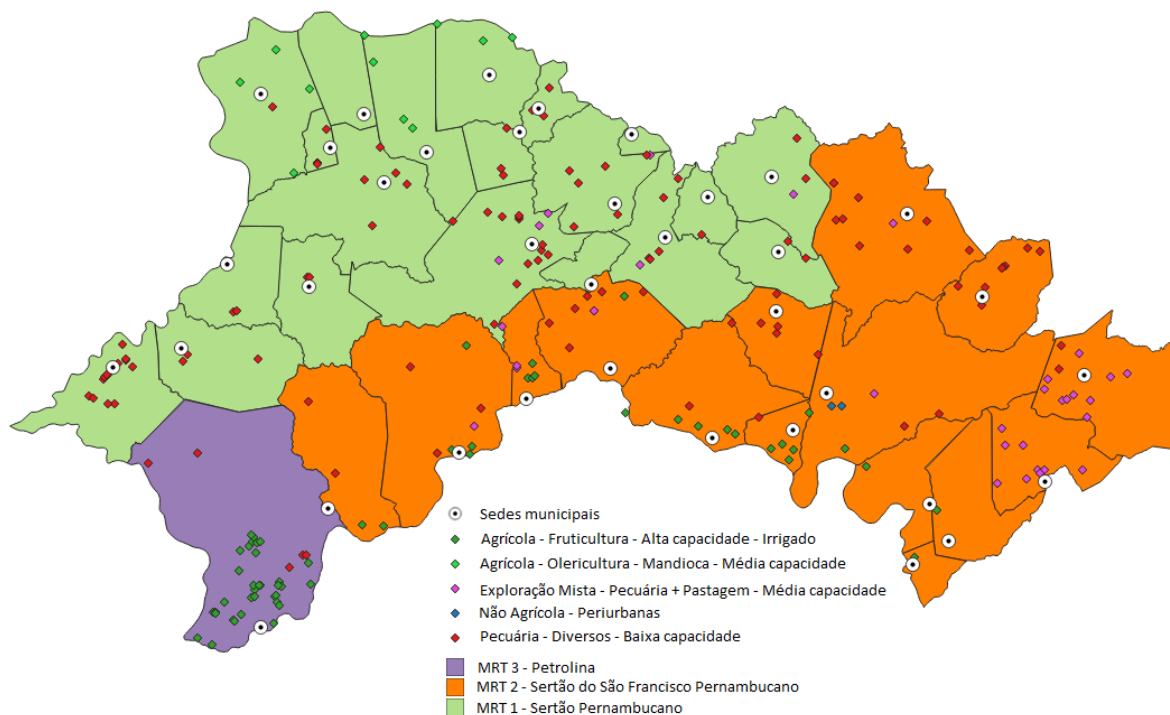 Sedes municipais
Agrícola - Fruticultura - Alta capacidade - Irrigado
Agrícola - Olericultura - Mandioca - Média capacidade
Exploração Mista - Pecuária + Pastagem - Média capacidade
Não Agrícola - Periurbanas
Pecuária - Diversos - Baixa capacidade
MRT 3 - Petrolina
MRT 2 - Sertão do São Francisco Pernambucano
MRT 1 - Sertão Pernambucano